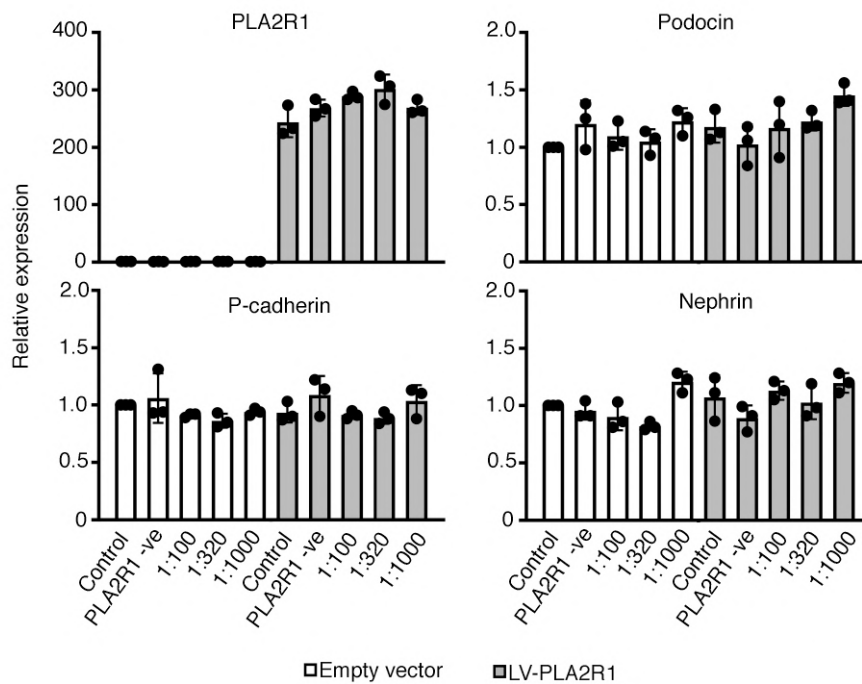 PLA2R1
Podocin
Relative expression
400
300
200
100
0
2.0
1.5
1.0
0.5
0
P-cadherin
Nephrin
2.0
1.5
1.0
0.5
0
2.0
1.5
1.0
0.5
0
Control
PLA2R1 -ve
1:100
1:320
1:1000
Control
PLA2R1 -ve
1:100
1:320
1:1000
Control
PLA2R1 -ve
1:100
1:320
1:1000
Control
PLA2R1 -ve
1:100
1:320
1:1000
Empty vector
LV-PLA2R1